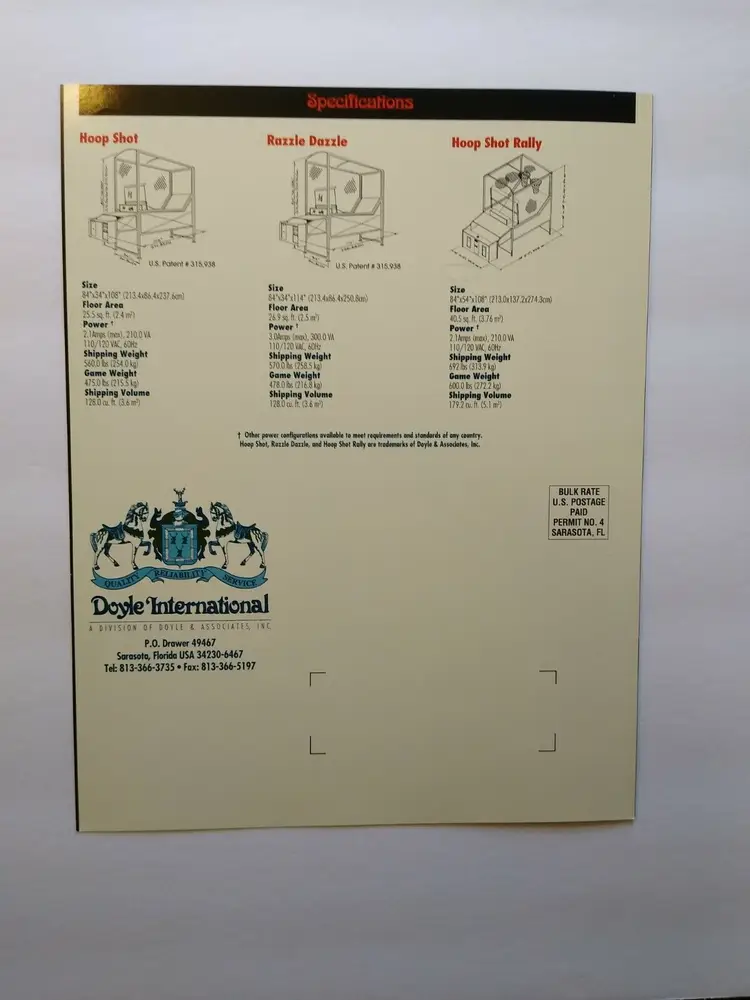 Specifications
Hoop Shot
U.S. Patent # 315,938
Size
84"x34"x108" (213.4x86.4x237.6cm)
Floor Area
25.5 sq. ft. (2.4 m²)
Power †
2.1Amps (max), 210.0 VA
110/120 VAC, 60Hz
Shipping Weight
560.0 lbs (254.0 kg)
Game Weight
475.0 lbs (215.5 kg)
Shipping Volume
128.0 cu. ft. (3.6 m³)
Razzle Dazzle
U.S. Patent # 315,938
Size
84"x34"x114" (213.4x86.4x250.8cm)
Floor Area
26.9 sq. ft. (2.5 m²)
Power †
3.0Amps (max), 300.0 VA
110/120 VAC, 60Hz
Shipping Weight
570.0 lbs (258.5 kg)
Game Weight
478.0 lbs (216.8 kg)
Shipping Volume
128.0 cu. ft. (3.6 m³)
Hoop Shot Rally
Size
84"x54"x108" (213.0x137.2x274.3cm)
Floor Area
40.5 sq. ft. (3.76 m²)
Power †
2.1Amps (max), 210.0 VA
110/120 VAC, 60Hz
Shipping Weight
692 lbs (313.9 kg)
Game Weight
600.0 lbs (272.2 kg)
Shipping Volume
179.2 cu. ft. (5.1 m³)
† Other power configurations available to meet requirements and standards of any country.
Hoop Shot, Razzle Dazzle, and Hoop Shot Rally are trademarks of Doyle & Associates, Inc.
BULK RATE
U.S. POSTAGE
PAID
PERMIT NO. 4
SARASOTA, FL
QUALITY RELIABILITY SERVICE
Doyle International
A DIVISION OF DOYLE & ASSOCIATES, INC.
P.O. Drawer 49467
Sarasota, Florida USA 34230-6467
Tel: 813-366-3735 • Fax: 813-366-5197